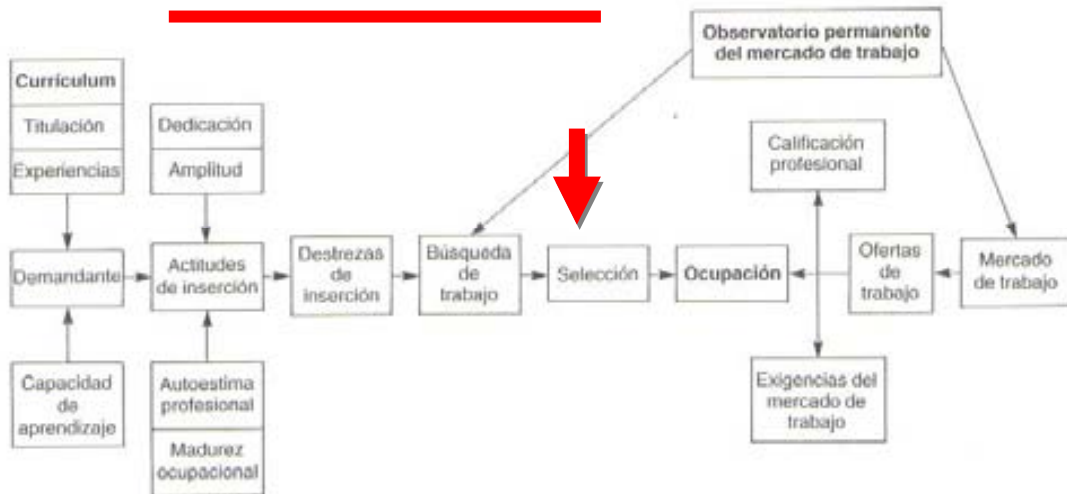 Observatorio permanente
del mercado de trabajo
Currículum
Titulación
Experiencias
Dedicación
Amplitud
Calificación
profesional
Demandante
Actitudes
de inserción
Destrezas
de
inserción
Búsqueda
de
trabajo
Selección
Ocupación
Ofertas
de
trabajo
Mercado
de trabajo
Capacidad
de
aprendizaje
Autoestima
profesional
Madurez
ocupacional
Exigencias del
mercado de
trabajo